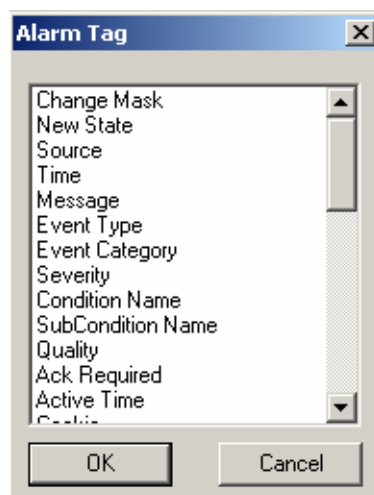 Alarm Tag
Change Mask
New State
Source
Time
Message
Event Type
Event Category
Severity
Condition Name
SubCondition Name
Quality
Ack Required
Active Time
OK
Cancel